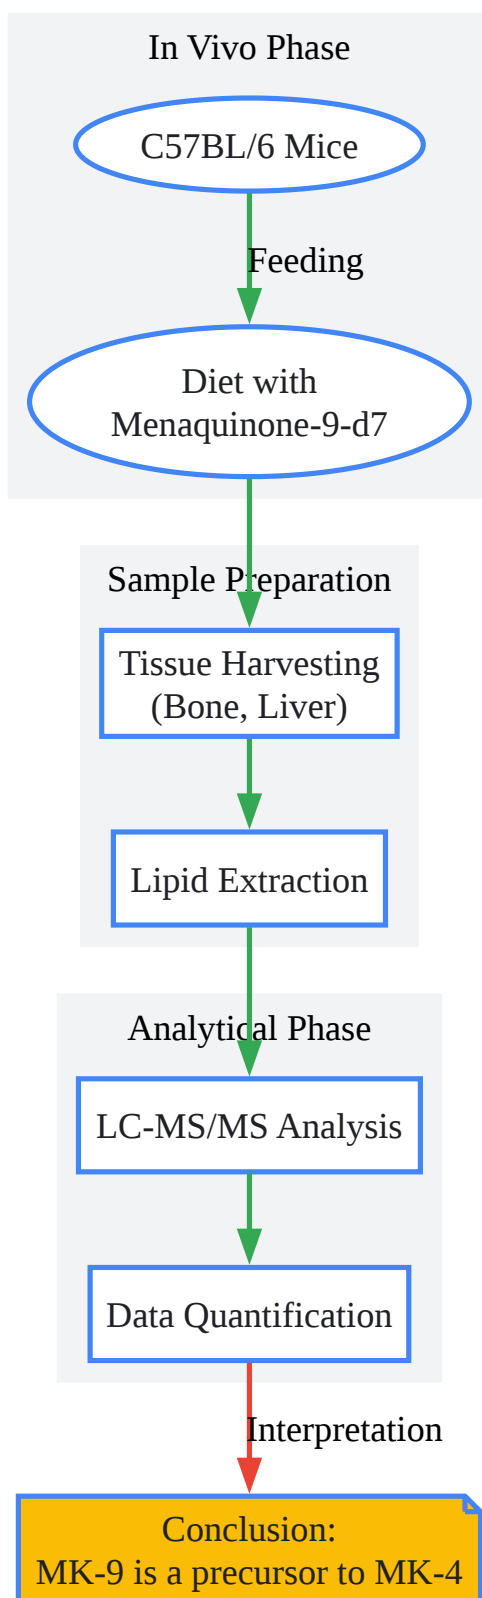 In Vivo Phase
C57BL/6 Mice
Feeding
Diet with
Menaquinone-9-d7
Sample Preparation
Tissue Harvesting
(Bone, Liver)
Lipid Extraction
Analytical Phase
LC-MS/MS Analysis
Data Quantification
Interpretation
Conclusion:
MK-9 is a precursor to MK-4